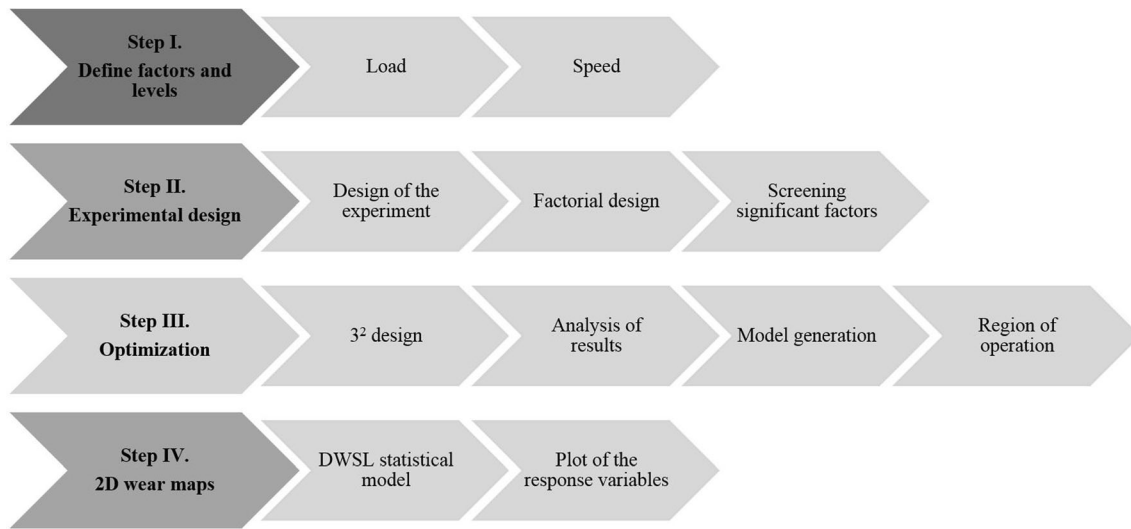 Step I.
Define factors and
levels
Load
Speed
Step II.
Experimental design
Design of the
experiment
Factorial design
Screening
significant factors
Step III.
Optimization
3² design
Analysis of
results
Model generation
Region of
operation
Step IV.
2D wear maps
DWSL statistical
model
Plot of the
response variables